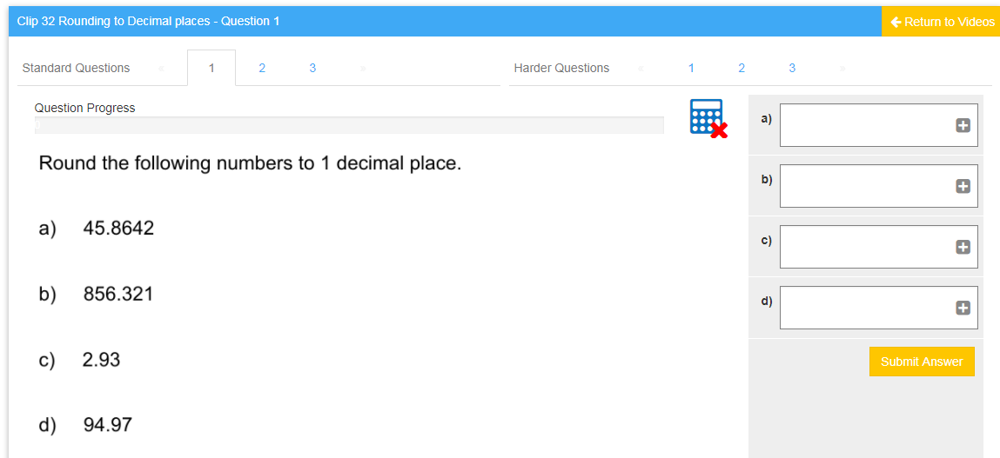 Clip 32 Rounding to Decimal places - Question 1
Return to Videos
Standard Questions « 1 2 3 »
Harder Questions « 1 2 3 »
Question Progress
0
Round the following numbers to 1 decimal place.
a) 45.8642
b) 856.321
c) 2.93
d) 94.97
a)
b)
c)
d)
Submit Answer